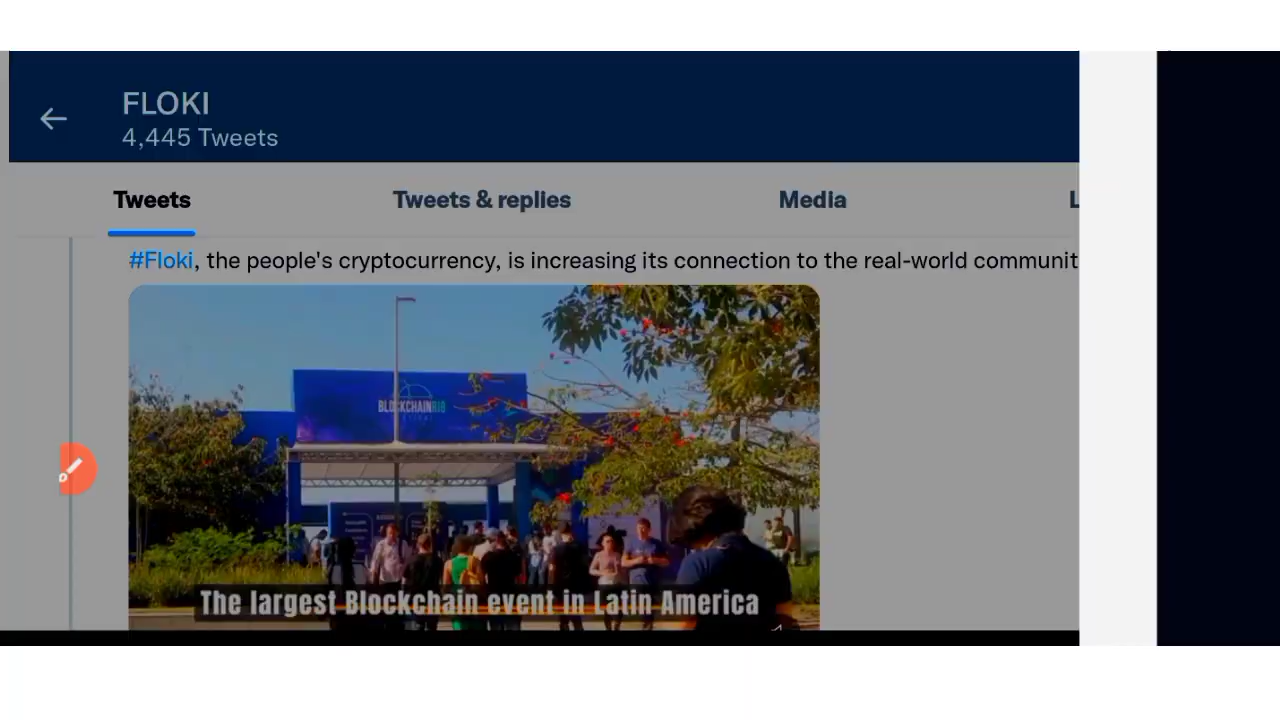 FLOKI
4,445 Tweets
Tweets Tweets & replies Media L
#Floki, the people's cryptocurrency, is increasing its connection to the real-world communit
BLOCKCHAINRIO
The largest Blockchain event in Latin America